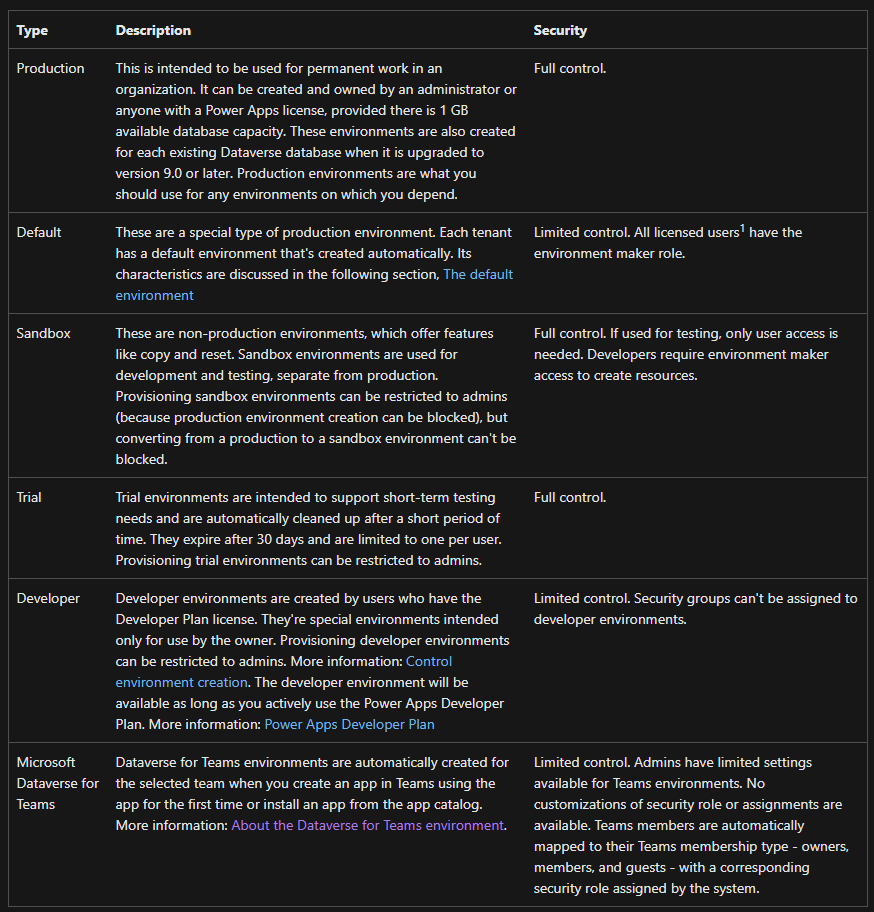 Type Description Security
Production This is intended to be used for permanent work in an Full control.
organization. It can be created and owned by an administrator or
anyone with a Power Apps license, provided there is 1 GB
available database capacity. These environments are also created
for each existing Dataverse database when it is upgraded to
version 9.0 or later. Production environments are what you
should use for any environments on which you depend.
Default These are a special type of production environment. Each tenant Limited control. All licensed users1 have the
has a default environment that's created automatically. Its environment maker role.
characteristics are discussed in the following section, The default
environment
Sandbox These are non-production environments, which offer features Full control. If used for testing, only user access is
like copy and reset. Sandbox environments are used for needed. Developers require environment maker
development and testing, separate from production. access to create resources.
Provisioning sandbox environments can be restricted to admins
(because production environment creation can be blocked), but
converting from a production to a sandbox environment can't be
blocked.
Trial Trial environments are intended to support short-term testing Full control.
needs and are automatically cleaned up after a short period of
time. They expire after 30 days and are limited to one per user.
Provisioning trial environments can be restricted to admins.
Developer Developer environments are created by users who have the Limited control. Security groups can't be assigned to
Developer Plan license. They're special environments intended developer environments.
only for use by the owner. Provisioning developer environments
can be restricted to admins. More information: Control
environment creation. The developer environment will be
available as long as you actively use the Power Apps Developer
Plan. More information: Power Apps Developer Plan
Microsoft Dataverse for Teams environments are automatically created for Limited control. Admins have limited settings
Dataverse for the selected team when you create an app in Teams using the available for Teams environments. No
Teams app for the first time or install an app from the app catalog. customizations of security role or assignments are
More information: About the Dataverse for Teams environment. available. Teams members are automatically
mapped to their Teams membership type - owners,
members, and guests - with a corresponding
security role assigned by the system.